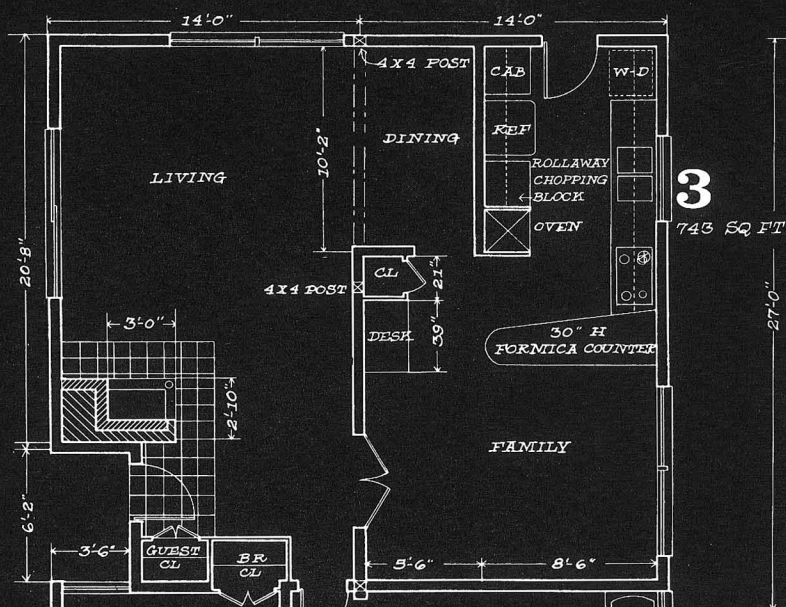 14'-0"
14'-0"
4X4 POST
CAB
W-D
REF
DINING
10'-2"
LIVING
ROLLAWAY
CHOPPING
BLOCK
OVEN
3
743 SQ FT
20'-8"
CL
21"
4X4 POST
27'-0"
3'-0"
DESK
39"
30" H
FORMICA COUNTER
2'-10"
FAMILY
6'-2"
3'-6"
GUEST
CL
BR
CL
5'-6"
8'-6"